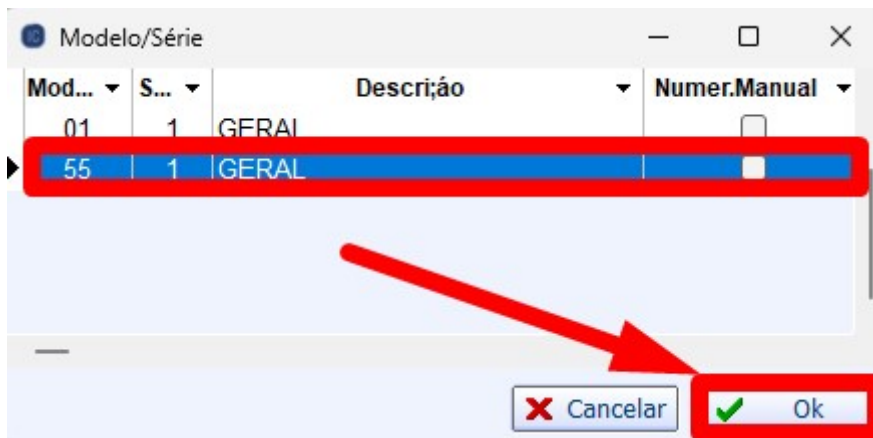 Modelo/Série
Mod... S... Descri;áo Numer.Manual
01 1 GERAL
55 1 GERAL
Cancelar Ok